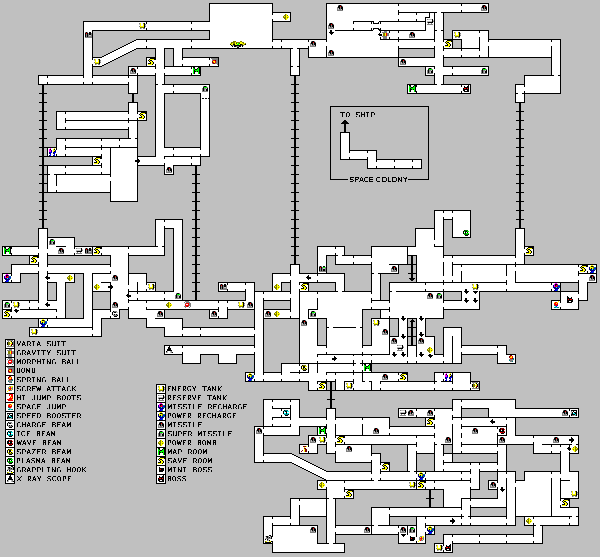 TO SHIP
SPACE COLONY
VARIA SUIT
GRAVITY SUIT
MORPHING BALL
BOMB
SPRING BALL
SCREW ATTACK
HI JUMP BOOTS
SPACE JUMP
SPEED BOOSTER
CHARGE BEAM
ICE BEAM
WAVE BEAM
SPAZER BEAM
PLASMA BEAM
GRAPPLING HOOK
X RAY SCOPE
ENERGY TANK
RESERVE TANK
MISSILE RECHARGE
POWER RECHARGE
MISSILE
SUPER MISSILE
POWER BOMB
MAP ROOM
SAVE ROOM
MINI BOSS
BOSS